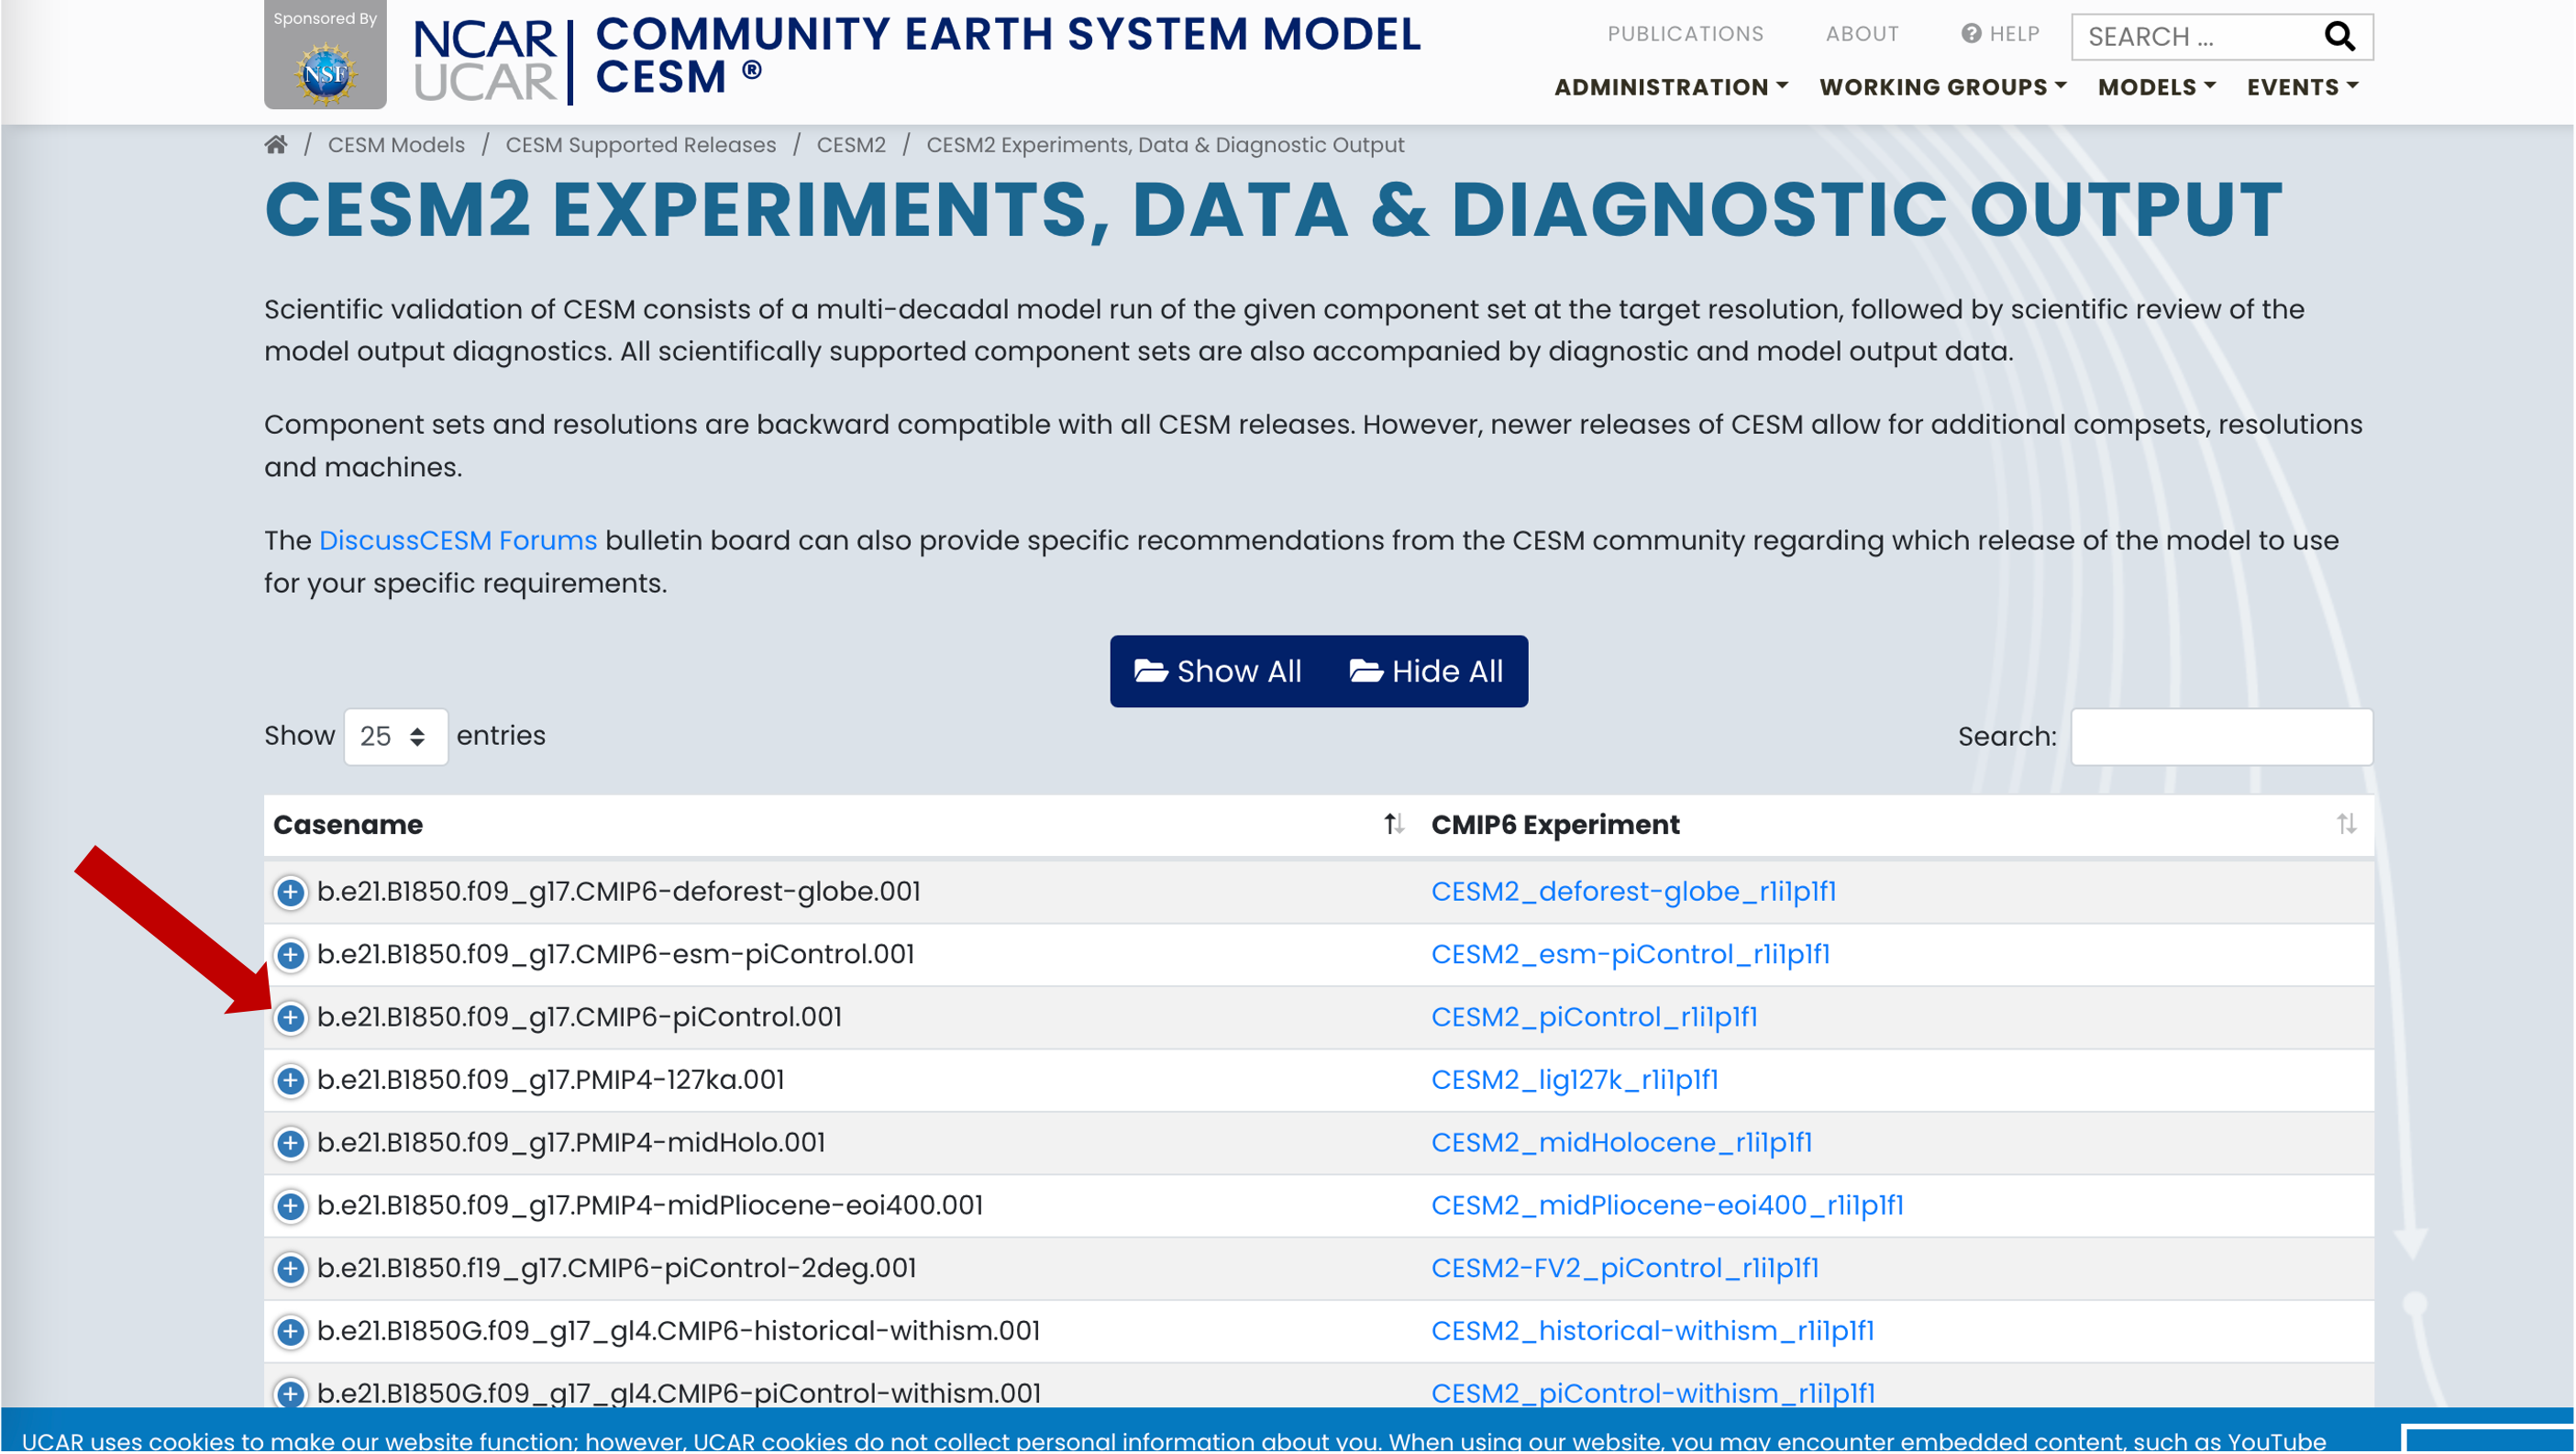 Sponsored By
NSF
NCAR
UCAR
COMMUNITY EARTH SYSTEM MODEL
CESM ®
PUBLICATIONS ABOUT HELP SEARCH ...
ADMINISTRATION WORKING GROUPS MODELS EVENTS
/ CESM Models / CESM Supported Releases / CESM2 / CESM2 Experiments, Data & Diagnostic Output
CESM2 EXPERIMENTS, DATA & DIAGNOSTIC OUTPUT
Scientific validation of CESM consists of a multi-decadal model run of the given component set at the target resolution, followed by scientific review of the
model output diagnostics. All scientifically supported component sets are also accompanied by diagnostic and model output data.
Component sets and resolutions are backward compatible with all CESM releases. However, newer releases of CESM allow for additional compsets, resolutions
and machines.
The DiscussCESM Forums bulletin board can also provide specific recommendations from the CESM community regarding which release of the model to use
for your specific requirements.
Show All Hide All
Show 25 entries Search:
Casename CMIP6 Experiment
b.e21.B1850.f09_g17.CMIP6-deforest-globe.001 CESM2_deforest-globe_r1i1p1f1
b.e21.B1850.f09_g17.CMIP6-esm-piControl.001 CESM2_esm-piControl_r1i1p1f1
b.e21.B1850.f09_g17.CMIP6-piControl.001 CESM2_piControl_r1i1p1f1
b.e21.B1850.f09_g17.PMIP4-127ka.001 CESM2_lig127k_r1i1p1f1
b.e21.B1850.f09_g17.PMIP4-midHolo.001 CESM2_midHolocene_r1i1p1f1
b.e21.B1850.f09_g17.PMIP4-midPliocene-eoi400.001 CESM2_midPliocene-eoi400_r1i1p1f1
b.e21.B1850.f19_g17.CMIP6-piControl-2deg.001 CESM2-FV2_piControl_r1i1p1f1
b.e21.B1850G.f09_g17_gl4.CMIP6-historical-withism.001 CESM2_historical-withism_r1i1p1f1
b.e21.B1850G.f09_g17_gl4.CMIP6-piControl-withism.001 CESM2_piControl-withism_r1i1p1f1
UCAR uses cookies to make our website function; however, UCAR cookies do not collect personal information about you. When using our website, you may encounter embedded content, such as YouTube